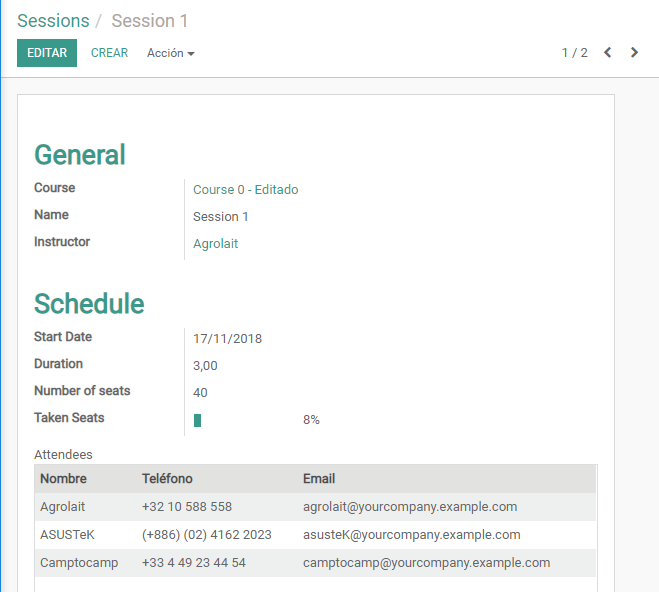 Sessions / Session 1
EDITAR CREAR Acción 1 / 2
General
Course Course 0 - Editado
Name Session 1
Instructor Agrolait
Schedule
Start Date 17/11/2018
Duration 3,00
Number of seats 40
Taken Seats 8%
Attendees
Nombre Teléfono Email
Agrolait +32 10 588 558 agrolait@yourcompany.example.com
ASUSTeK (+886) (02) 4162 2023 asusteK@yourcompany.example.com
Camptocamp +33 4 49 23 44 54 camptocamp@yourcompany.example.com